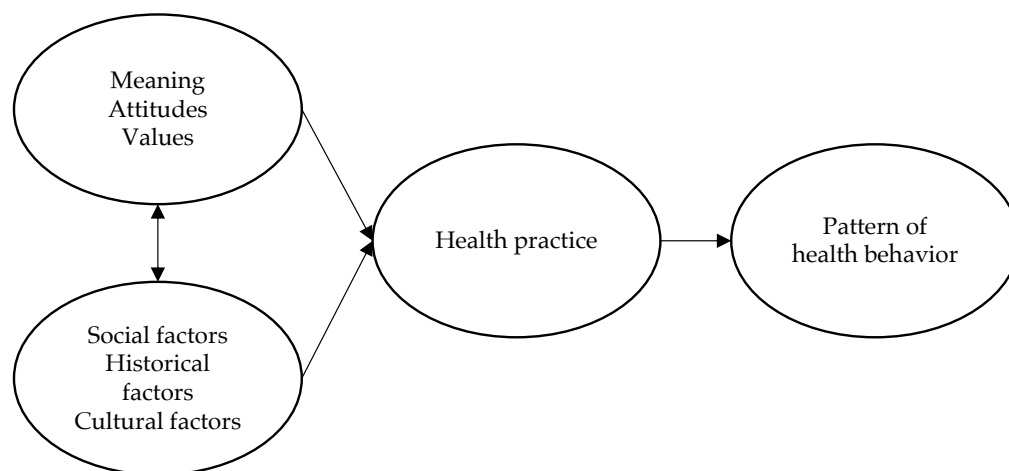 Meaning
Attitudes
Values
Social factors
Historical
factors
Cultural factors
Health practice
Pattern of
health behavior